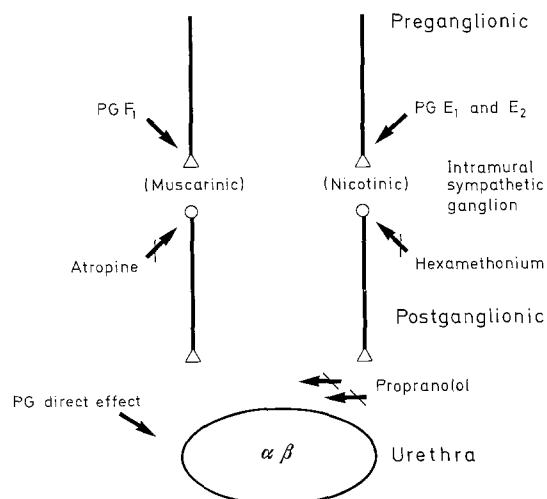 Preganglionic
PG F₁
PG E₁ and E₂
(Muscarinic)
(Nicotinic)
Intramural
sympathetic
ganglion
Atropine
Hexamethonium
Postganglionic
Propranolol
PG direct effect
α β
Urethra